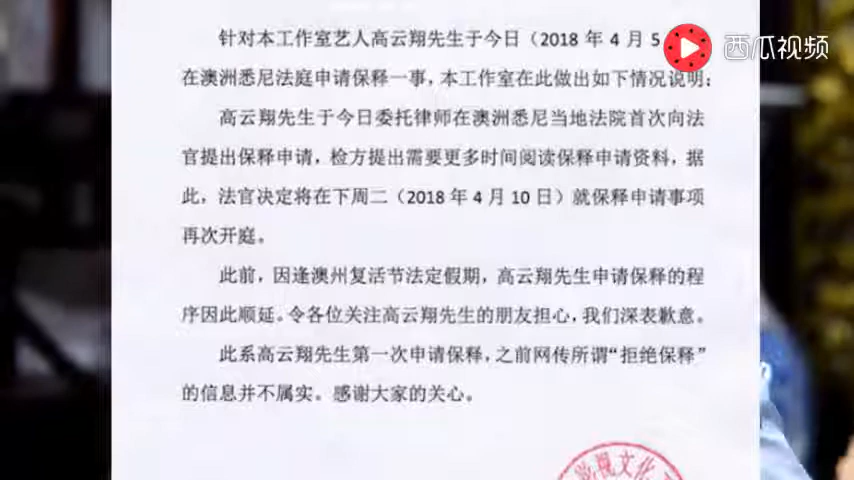 针对本工作室艺人高云翔先生于今日（2018 年 4 月 5
西瓜视频
在澳洲悉尼法庭申请保释一事，本工作室在此做出如下情况说明：
高云翔先生于今日委托律师在澳洲悉尼当地法院首次向法
官提出保释申请，检方提出需要更多时间阅读保释申请资料，据
此，法官决定将在下周二（2018 年 4 月 10 日）就保释申请事项
再次开庭。
此前，因逢澳州复活节法定假期，高云翔先生申请保释的程
序因此顺延。令各位关注高云翔先生的朋友担心，我们深表歉意。
此系高云翔先生第一次申请保释，之前网传所谓“拒绝保释”
的信息并不属实。感谢大家的关心。
影视文化